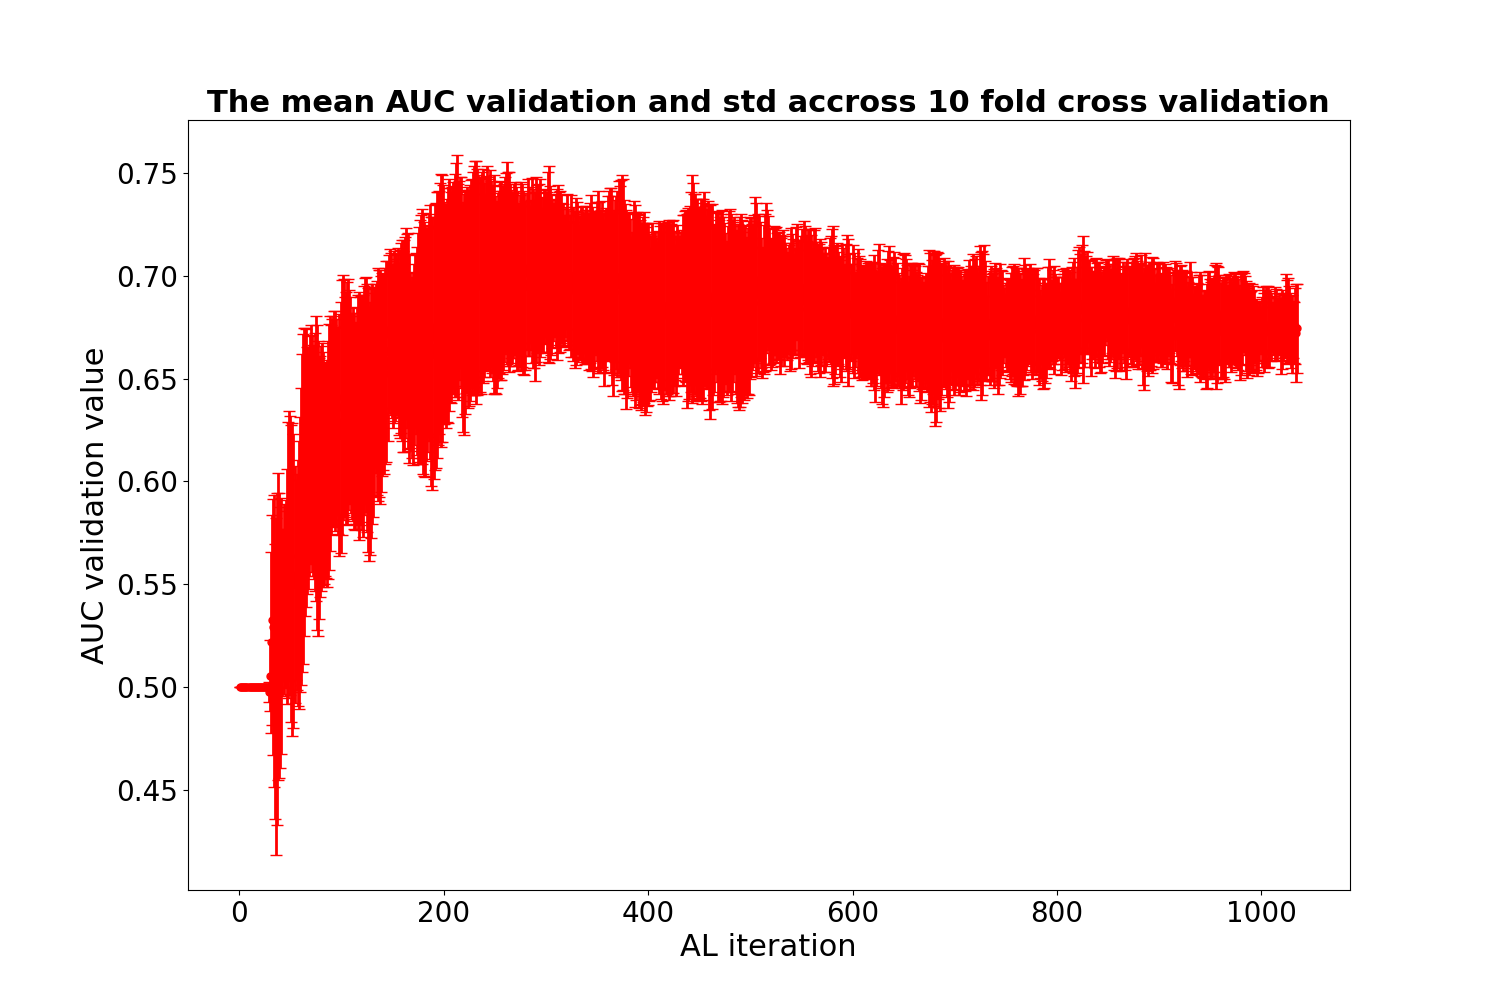 The mean AUC validation and std accross 10 fold cross validation
0.75
0.70
0.65
0.60
0.55
0.50
0.45
AUC validation value
0 200 400 600 800 1000
AL iteration